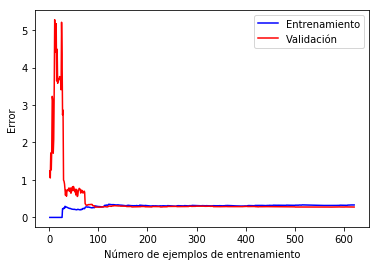 Entrenamiento
Validación
Error
5
4
3
2
1
0
0 100 200 300 400 500 600
Número de ejemplos de entrenamiento